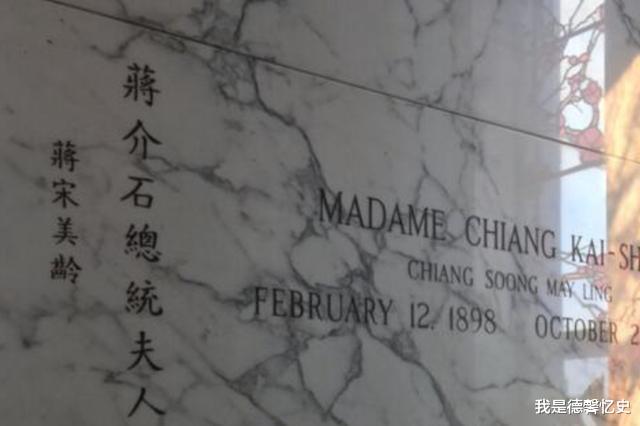 蔣介石總統夫人
蔣宋美齡
MADAME CHIANG KAI-SH
CHIANG SOONG MAY LING
FEBRUARY 12, 1898 OCTOBER 2
我是德馨忆史